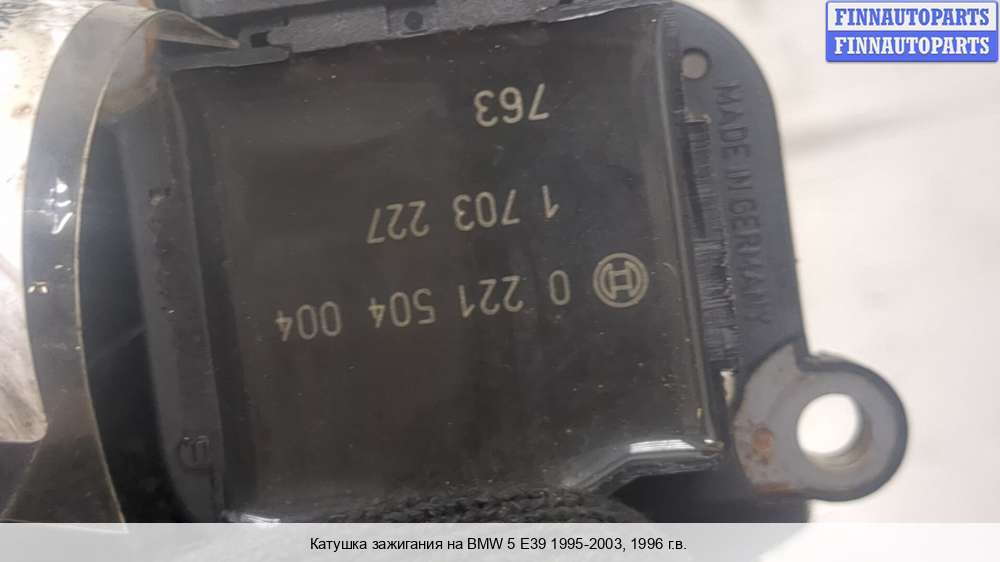 FINNAUTOPARTS
FINNAUTOPARTS
MADE IN GERMANY
0 221 504 004
1 703 227
763
Катушка зажигания на BMW 5 E39 1995-2003, 1996 г.в.